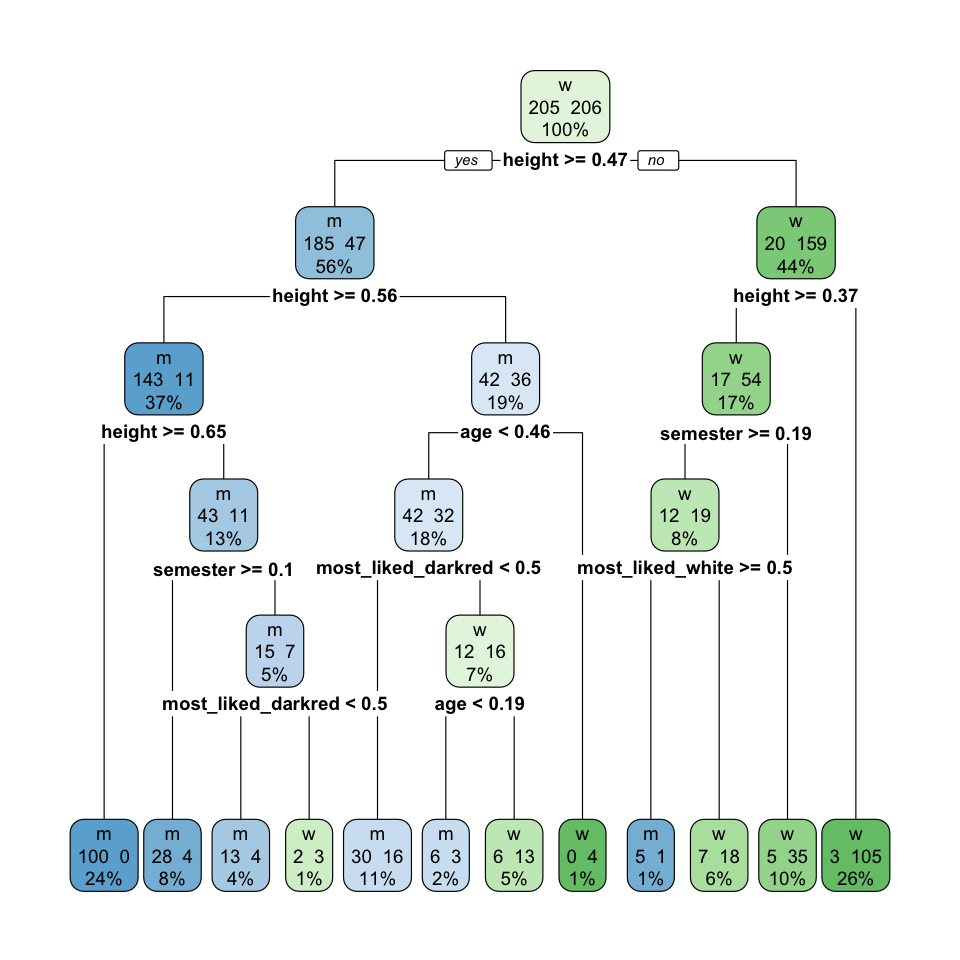 w
205 206
100%
yes height >= 0.47 no
m
185 47
56%
w
20 159
44%
height >= 0.56
height >= 0.37
m
143 11
37%
m
42 36
19%
w
17 54
17%
height >= 0.65
age < 0.46
semester >= 0.19
m
43 11
13%
m
42 32
18%
w
12 19
8%
semester >= 0.1
most_liked_darkred < 0.5
most_liked_white >= 0.5
m
15 7
5%
w
12 16
7%
most_liked_darkred < 0.5
age < 0.19
m
100 0
24%
m
28 4
8%
m
13 4
4%
w
2 3
1%
m
30 16
11%
m
6 3
2%
w
6 13
5%
w
0 4
1%
m
5 1
1%
w
7 18
6%
w
5 35
10%
w
3 105
26%